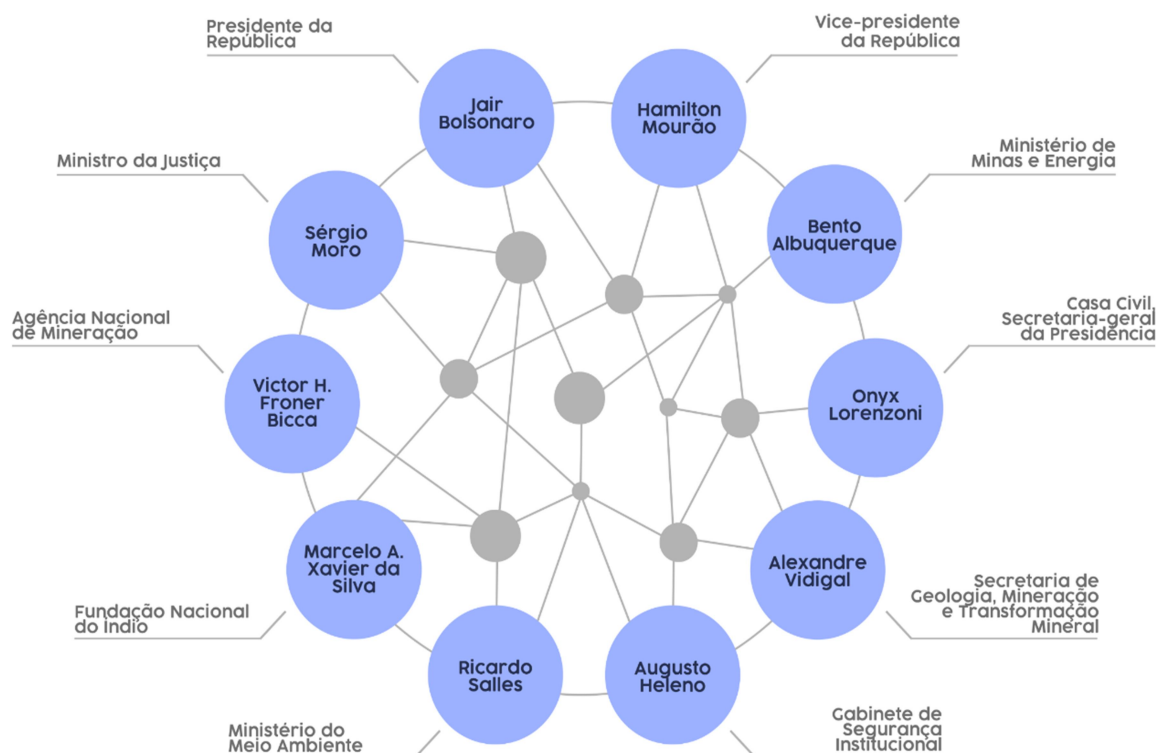 Presidente da
República
Vice-presidente
da República
Jair
Bolsonaro
Hamilton
Mourão
Ministro da Justiça
Ministério de
Minas e Energia
Sérgio
Moro
Bento
Albuquerque
Agência Nacional
de Mineração
Casa Civil,
Secretaria-geral
da Presidência
Victor H.
Froner
Bicca
Onyx
Lorenzoni
Marcelo A.
Xavier da
Silva
Alexandre
Vidigal
Fundação Nacional
do Indio
Secretaria de
Geologia, Mineração
e Transformação
Mineral
Ricardo
Salles
Augusto
Heleno
Ministério do
Meio Ambiente
Gabinete de
Segurança
Institucional